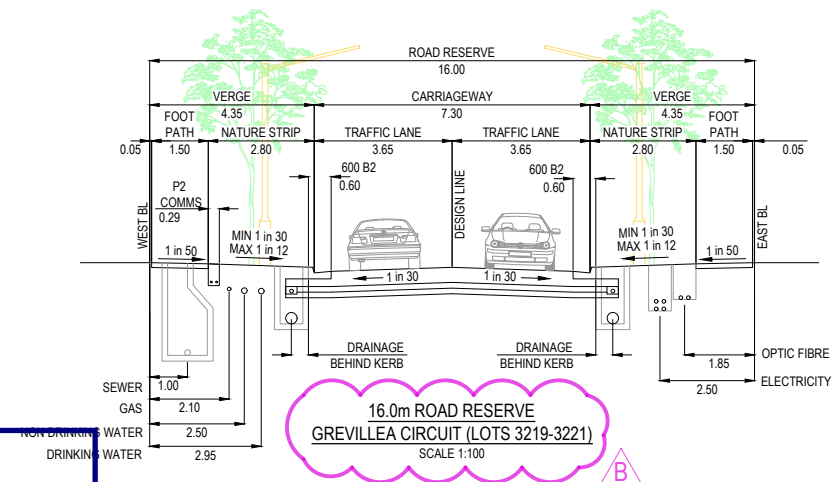 ROAD RESERVE
16.00
VERGE
4.35
CARRIAGEWAY
7.30
VERGE
4.35
FOOT
PATH
NATURE STRIP
TRAFFIC LANE
TRAFFIC LANE
NATURE STRIP
FOOT
PATH
0.05
1.50
2.80
3.65
3.65
2.80
1.50
0.05
600 B2
0.60
600 B2
0.60
P2
COMMS
0.29
WEST BL
DESIGN LINE
EAST BL
MIN 1 in 30
MAX 1 in 12
MIN 1 in 30
MAX 1 in 12
1 in 50
1 in 50
1 in 30
1 in 30
DRAINAGE
BEHIND KERB
DRAINAGE
BEHIND KERB
OPTIC FIBRE
1.85
ELECTRICITY
2.50
SEWER
1.00
GAS
2.10
NON DRINKING WATER
2.50
DRINKING WATER
2.95
16.0m ROAD RESERVE
GREVILLEA CIRCUIT (LOTS 3219-3221)
SCALE 1:100
B